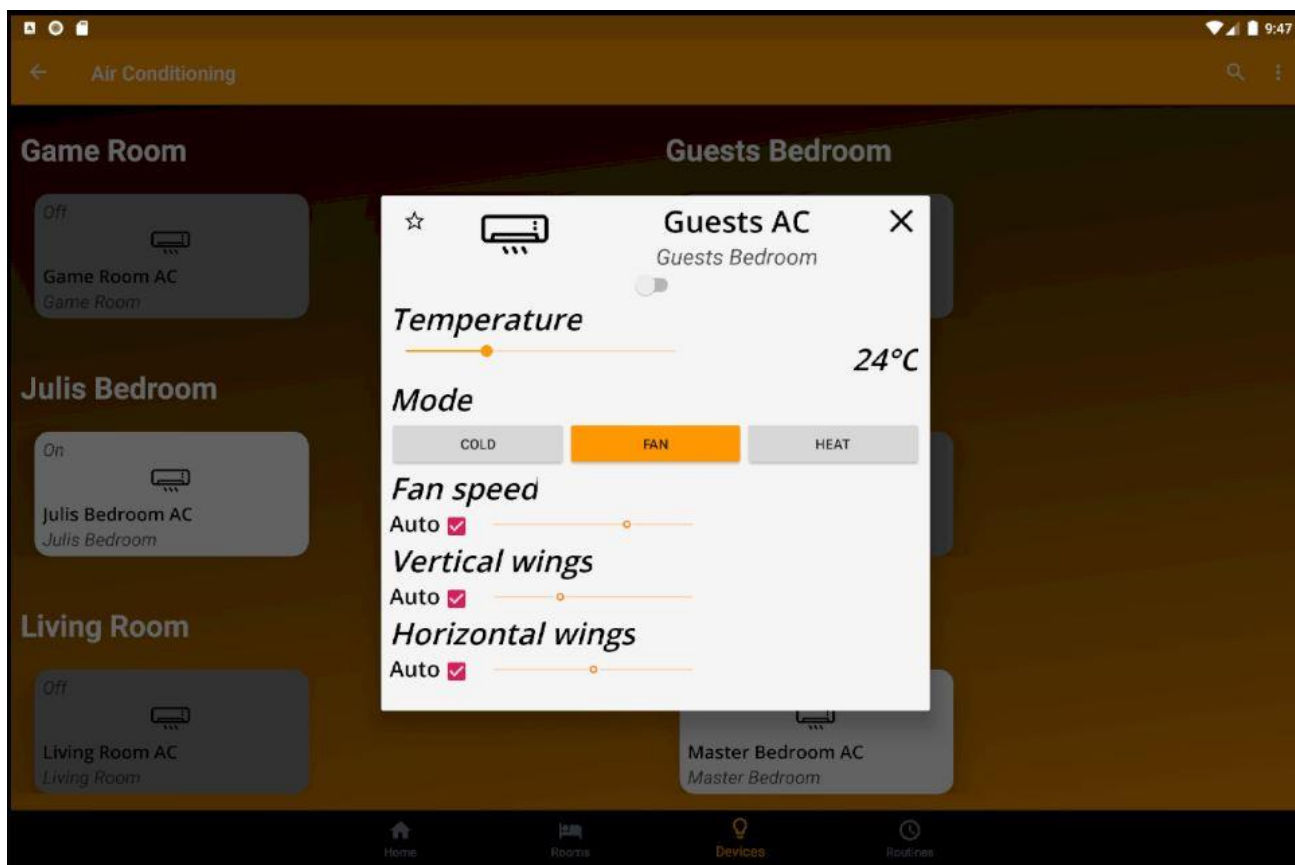 9:47
Air Conditioning
Game Room
Guests Bedroom
Off
Game Room AC
Game Room
Guests AC
Guests Bedroom
Temperature
24°C
Mode
COLD FAN HEAT
Fan speed
Auto
Vertical wings
Auto
Horizontal wings
Auto
Julis Bedroom
On
Julis Bedroom AC
Julis Bedroom
Living Room
Off
Living Room AC
Living Room
Master Bedroom AC
Master Bedroom
Home Rooms Devices Routines